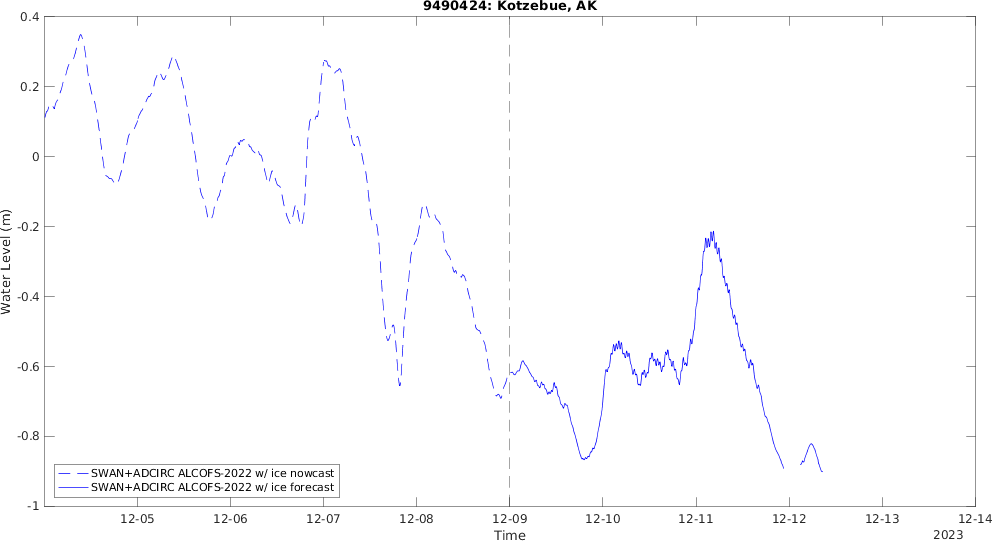 9490424: Kotzebue, AK
0.4
0.2
0
-0.2
-0.4
-0.6
-0.8
-1
Water Level (m)
SWAN+ADCIRC ALCOFS-2022 w/ ice nowcast
SWAN+ADCIRC ALCOFS-2022 w/ ice forecast
12-05 12-06 12-07 12-08 12-09 12-10 12-11 12-12 12-13 12-14
Time
2023